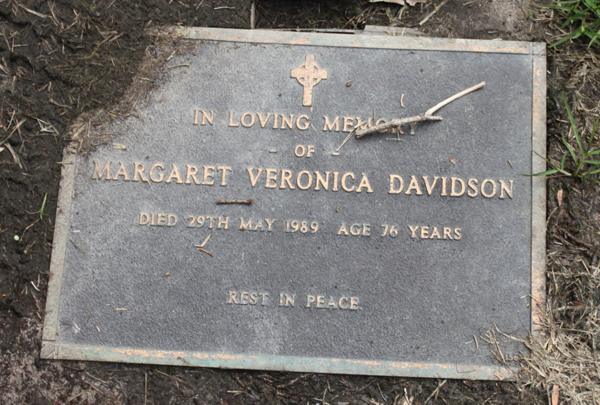 IN LOVING MEMORY
- OF -
MARGARET VERONICA DAVIDSON
DIED 29TH MAY 1989 AGE 76 YEARS
REST IN PEACE